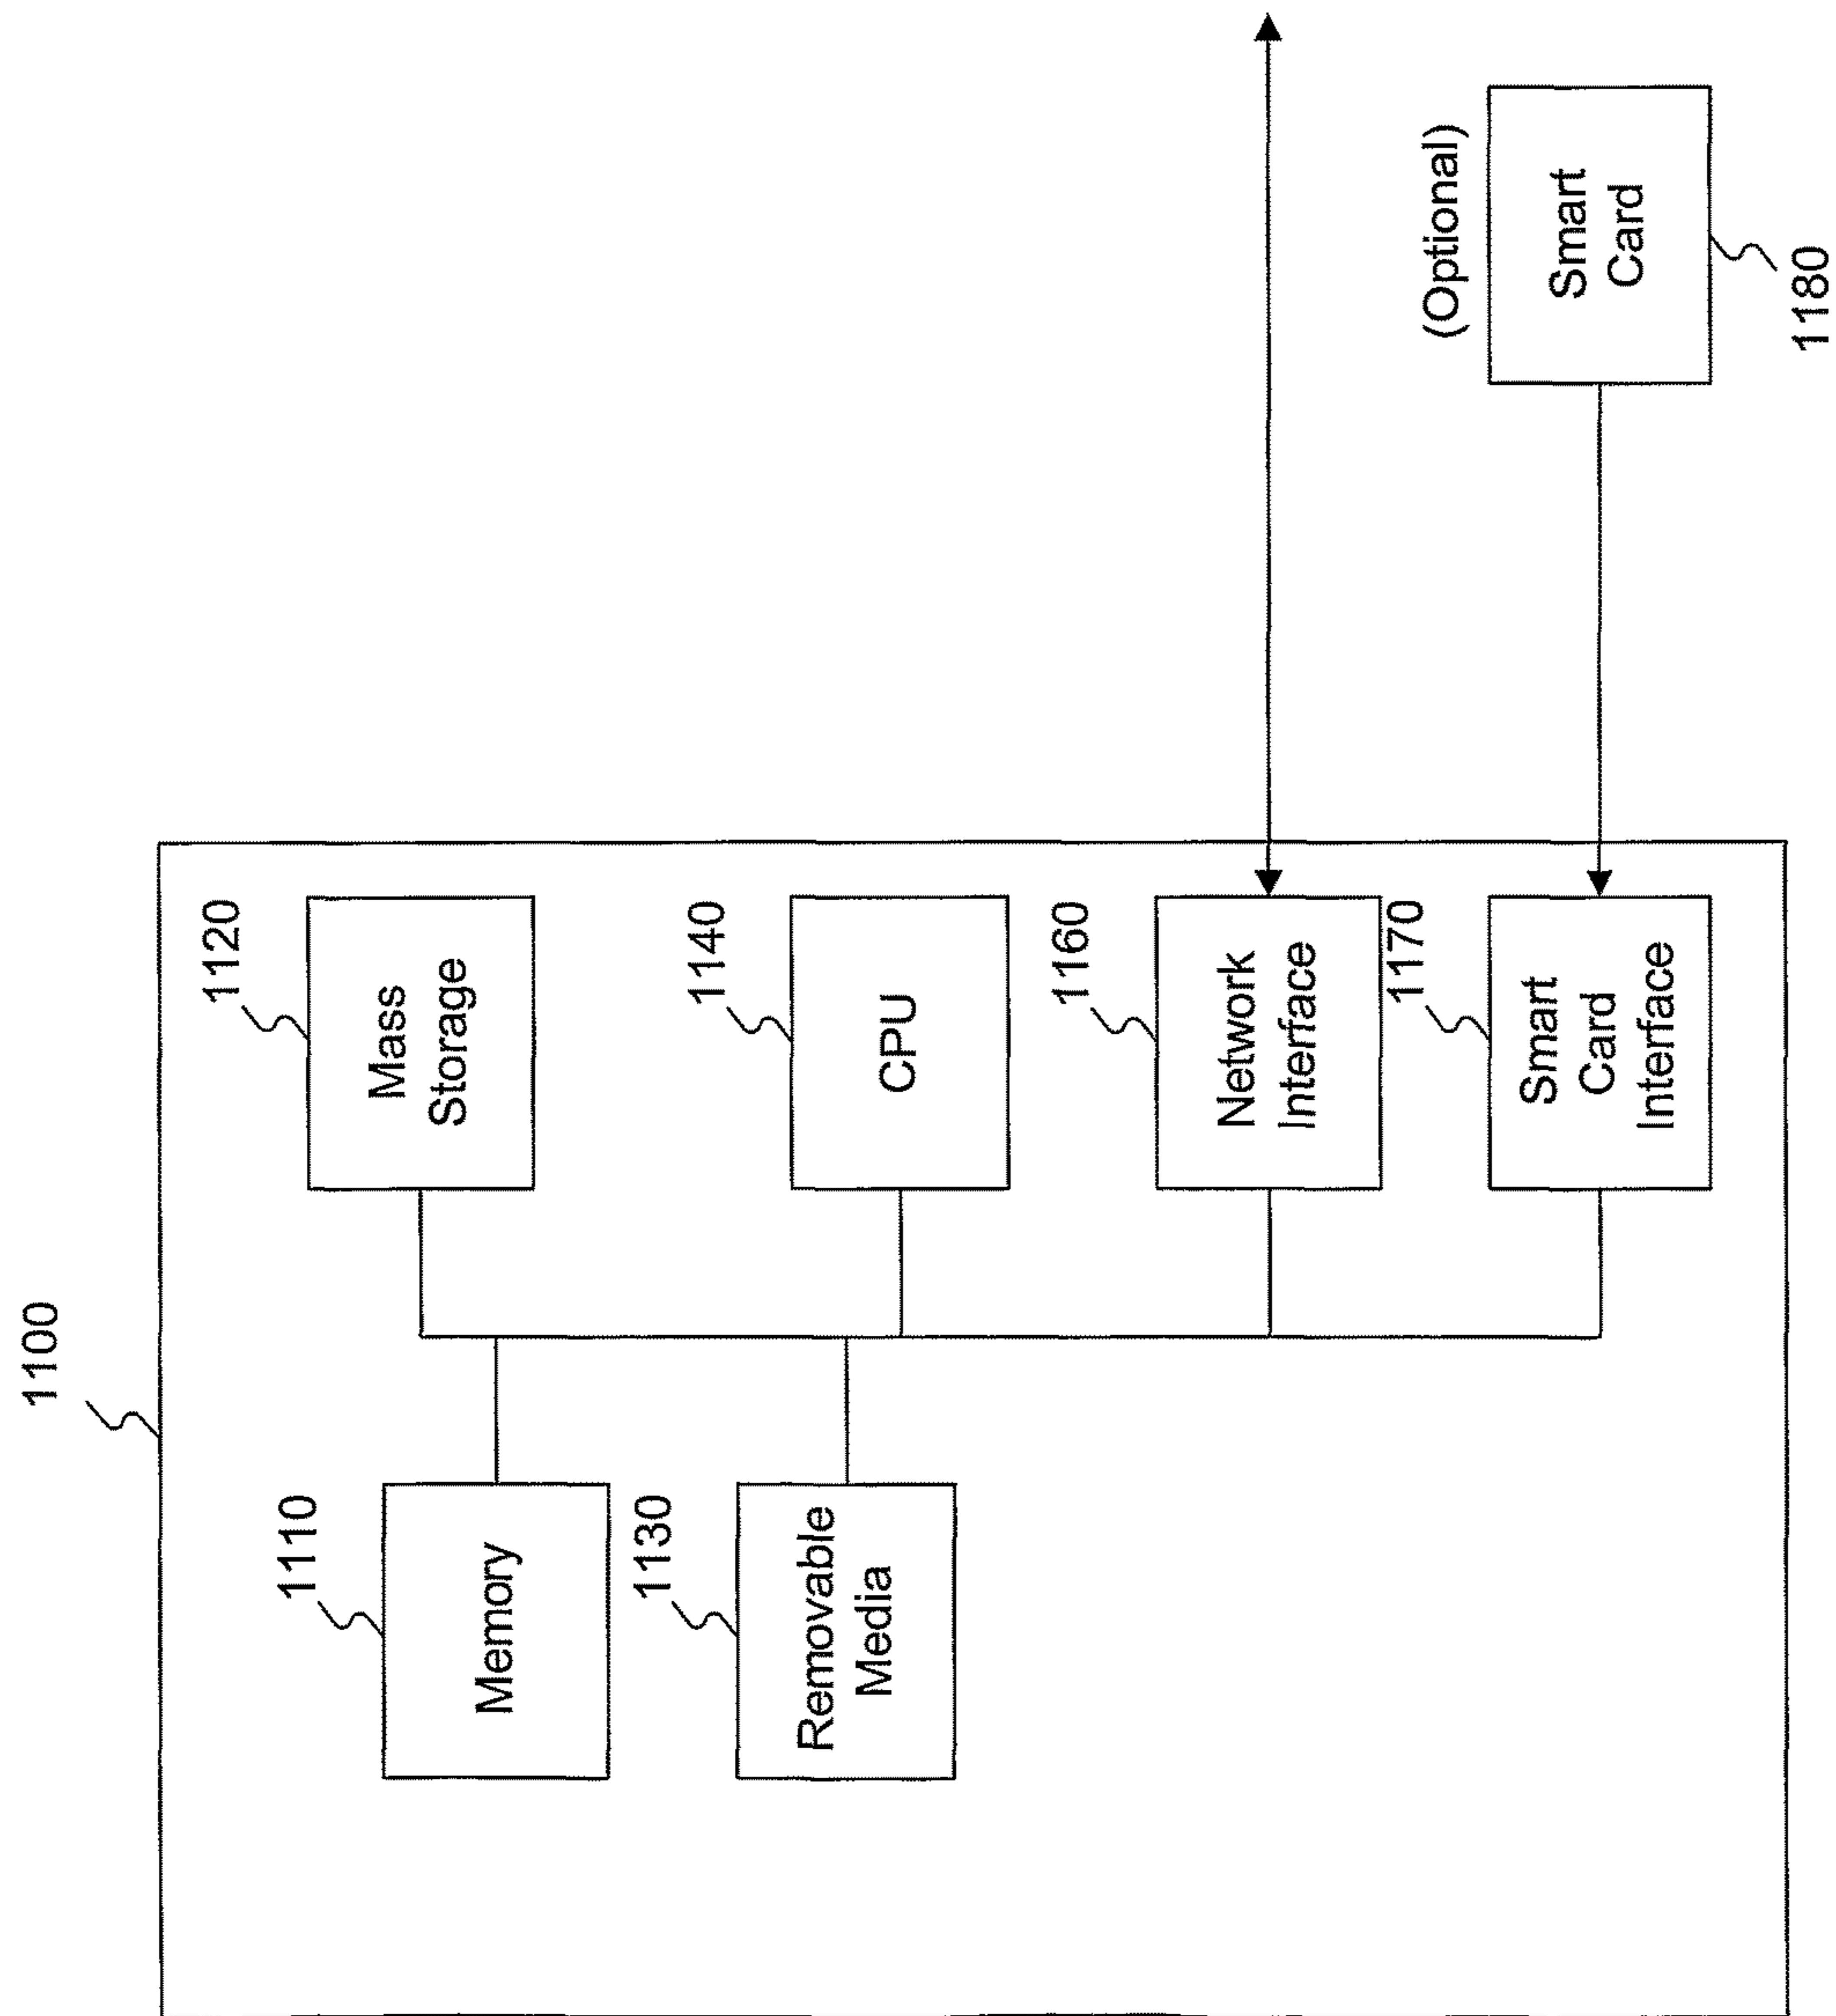 1100
1110
Memory
1120
Mass
Storage
1130
Removable
Media
1140
CPU
1160
Network
Interface
1170
Smart
Card
Interface
(Optional)
Smart
Card
1180